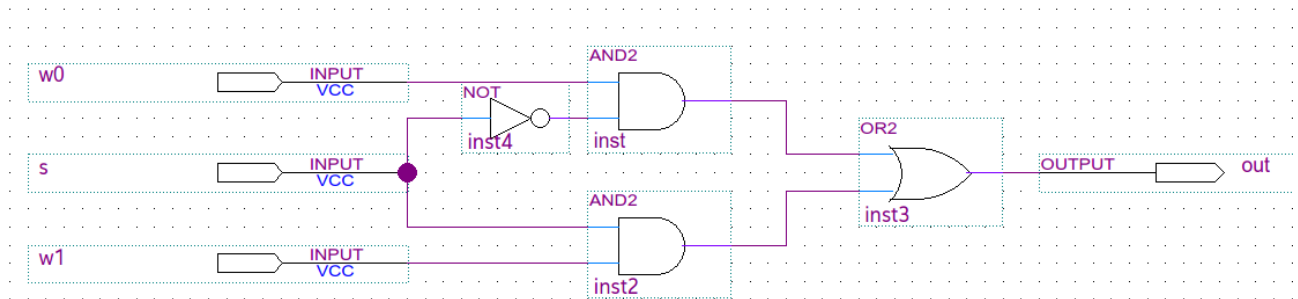 AND2
w0
INPUT
VCC
NOT
inst4
inst
OR2
s
INPUT
VCC
OUTPUT
out
AND2
inst3
w1
INPUT
VCC
inst2